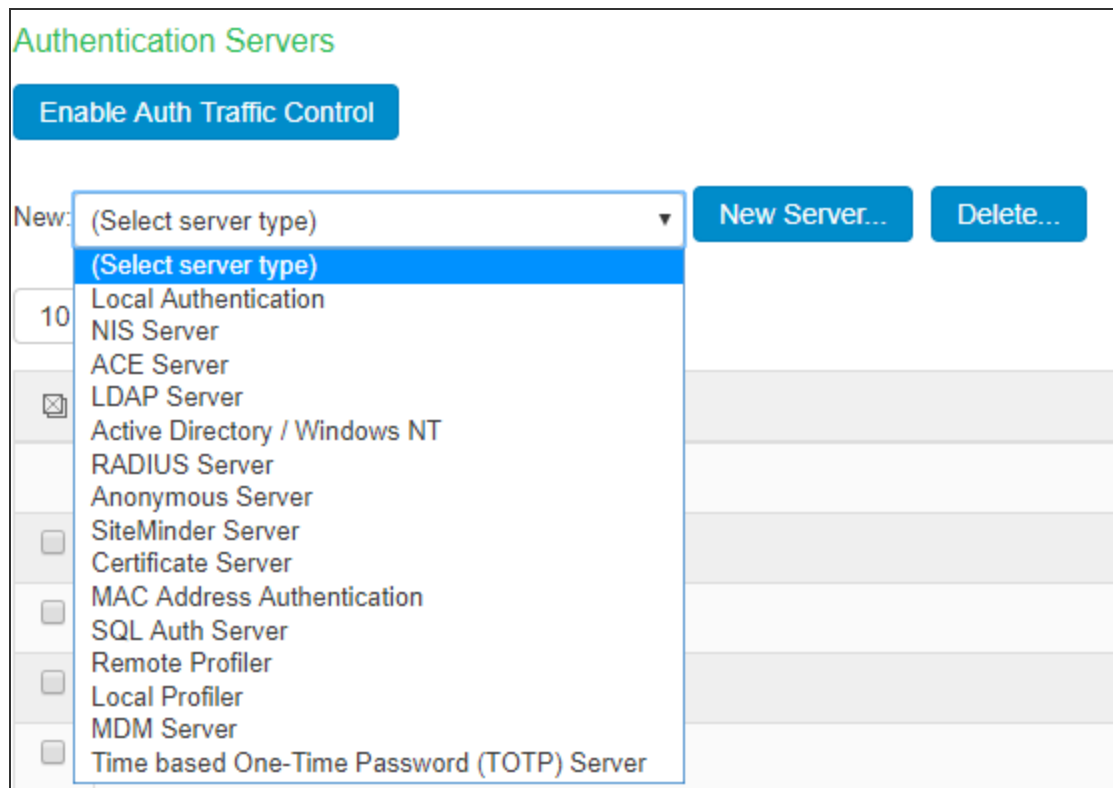 Authentication Servers
Enable Auth Traffic Control
New: (Select server type) ▼ New Server... Delete...
(Select server type)
Local Authentication
10 NIS Server
ACE Server
LDAP Server
Active Directory / Windows NT
RADIUS Server
Anonymous Server
SiteMinder Server
Certificate Server
MAC Address Authentication
SQL Auth Server
Remote Profiler
Local Profiler
MDM Server
Time based One-Time Password (TOTP) Server